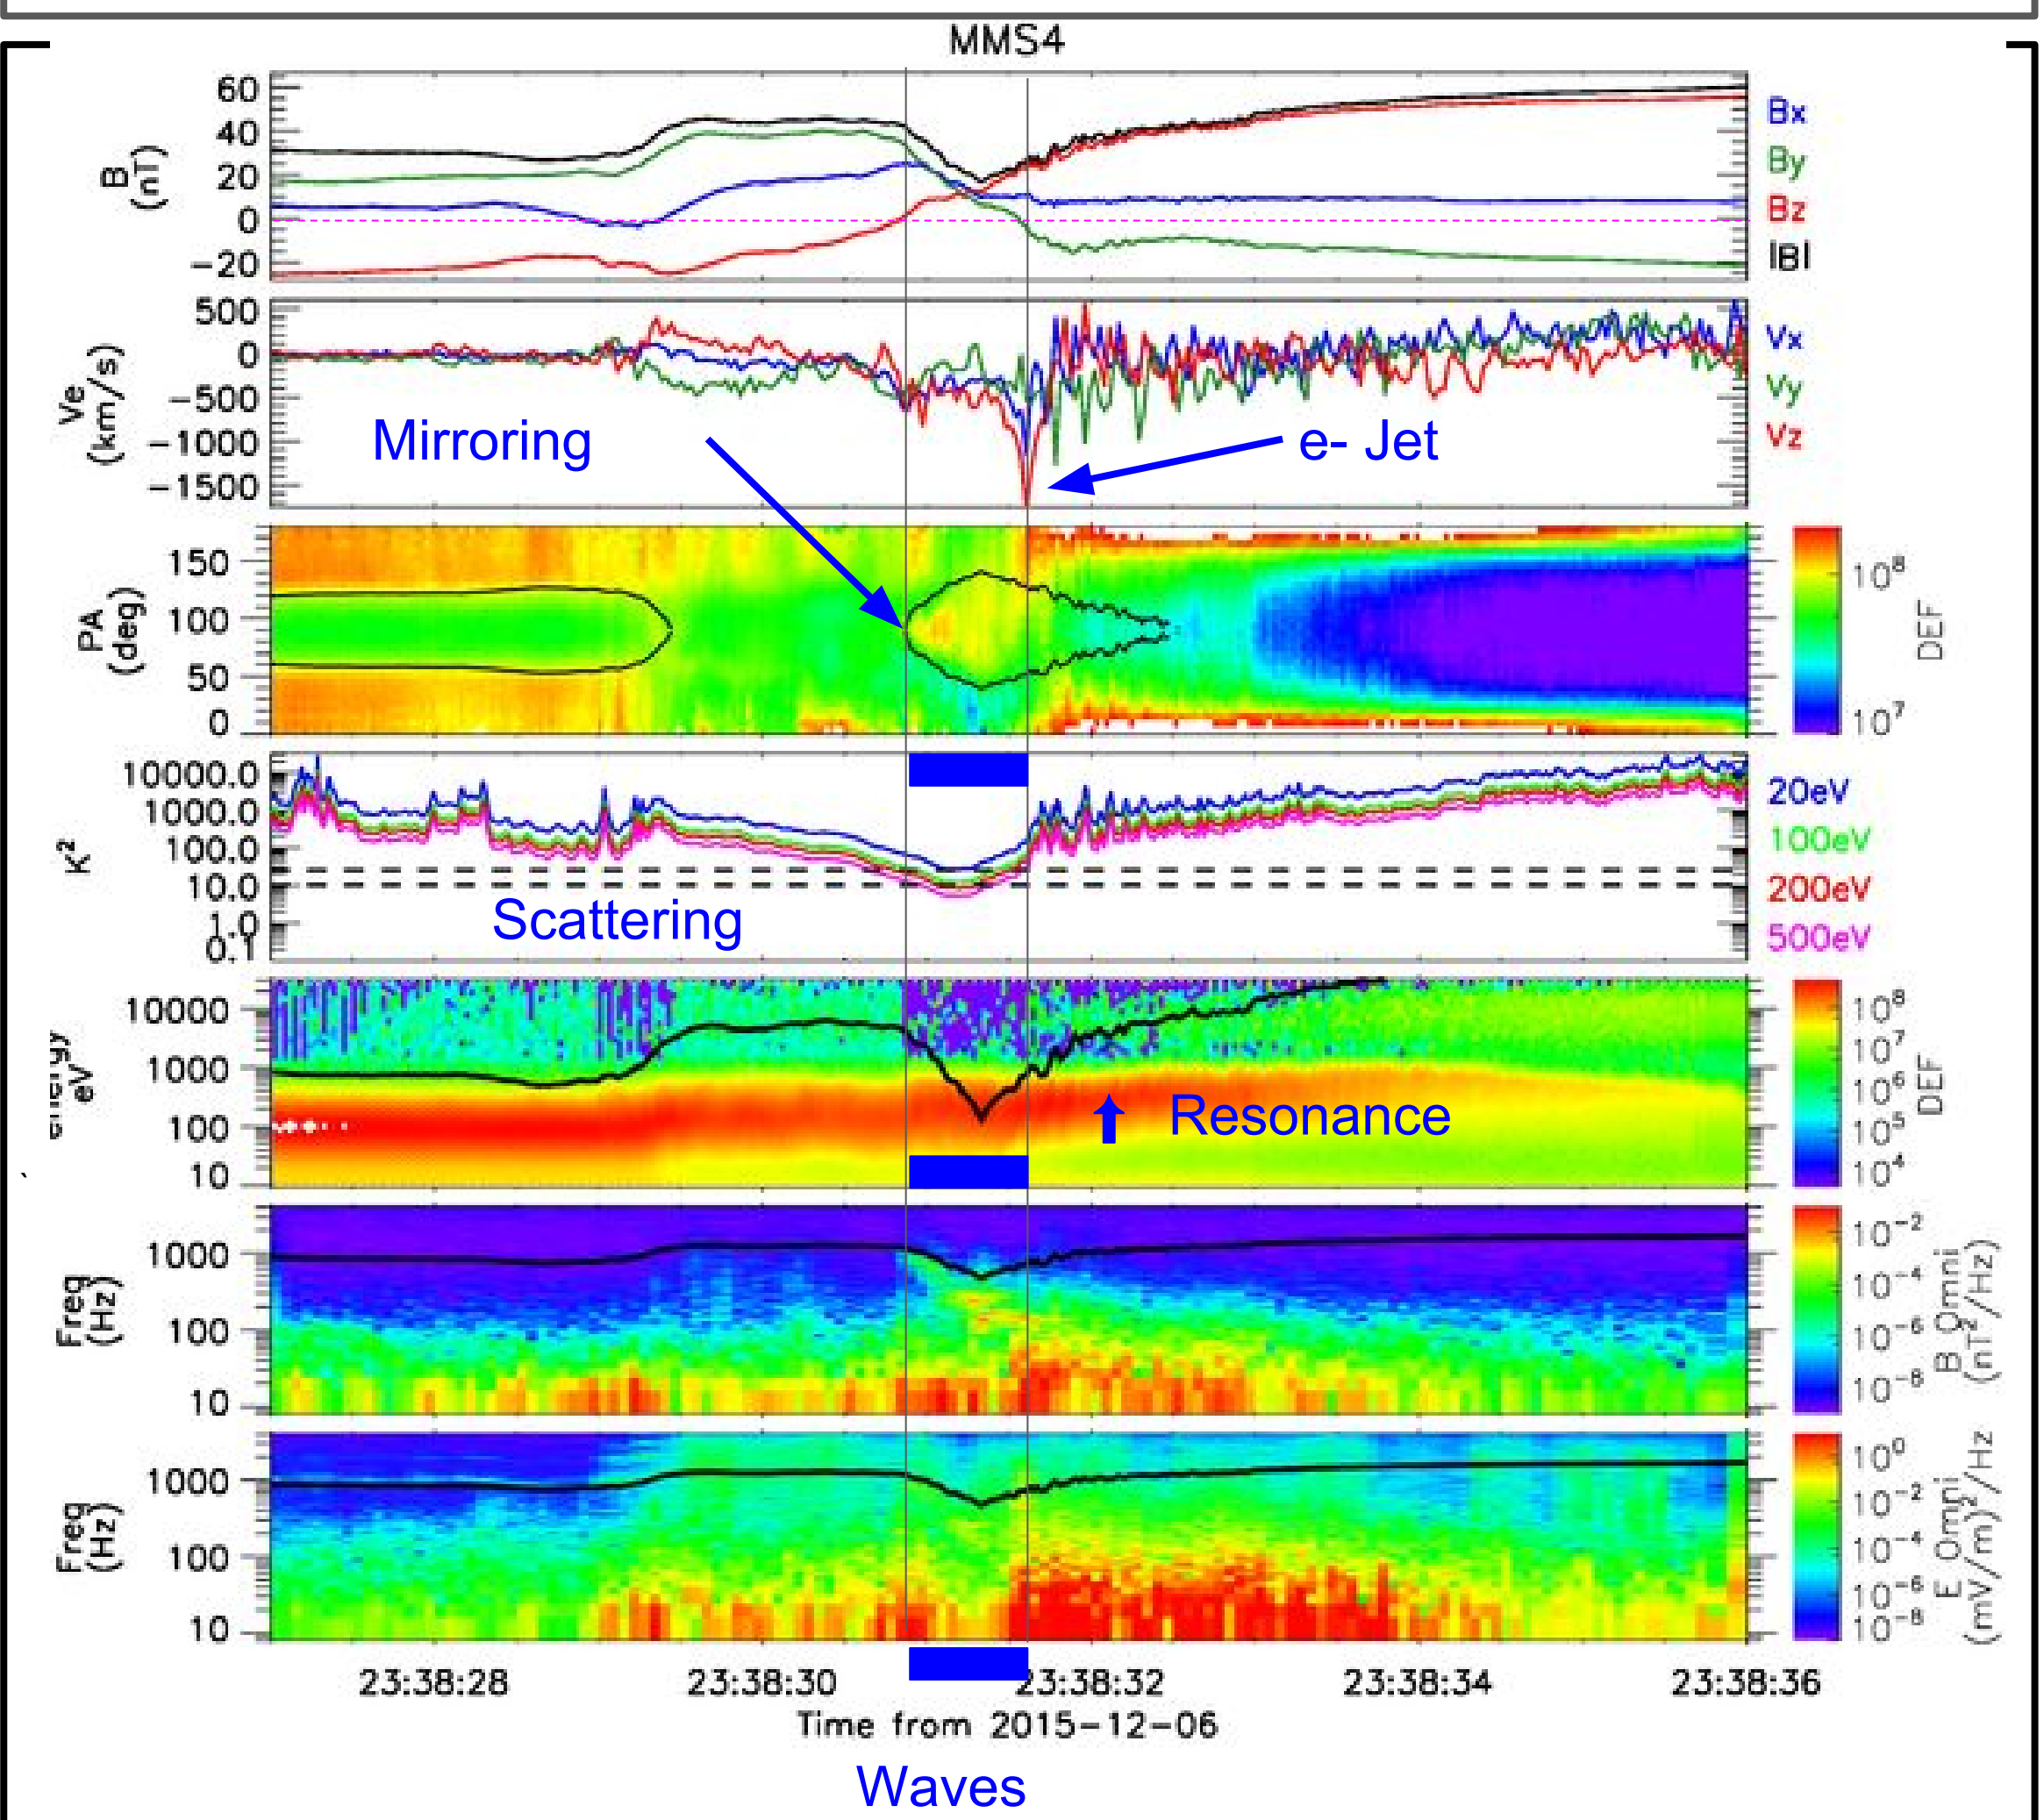 MMS4
60
40
20
0
−20
B
(nT)
Bx
By
Bz
|B|
500
0
−500
−1000
−1500
Ve
(km/s)
Vx
Vy
Vz
Mirroring
e- Jet
150
100
50
0
PA
(deg)
10⁸
10⁷
DEF
10000.0
1000.0
100.0
10.0
1.0
0.1
K²
20eV
100eV
200eV
500eV
Scattering
10000
1000
100
10
eV
Resonance
10⁸
10⁷
10⁶
10⁵
10⁴
DEF
1000
100
10
Freq
(Hz)
10⁻²
10⁻⁴
10⁻⁶
10⁻⁸
B Omni
(nT²/Hz)
1000
100
10
Freq
(Hz)
10⁰
10⁻²
10⁻⁴
10⁻⁶
10⁻⁸
E Omni
(mV/m)²/Hz
23:38:28 23:38:30 23:38:32 23:38:34 23:38:36
Time from 2015−12−06
Waves